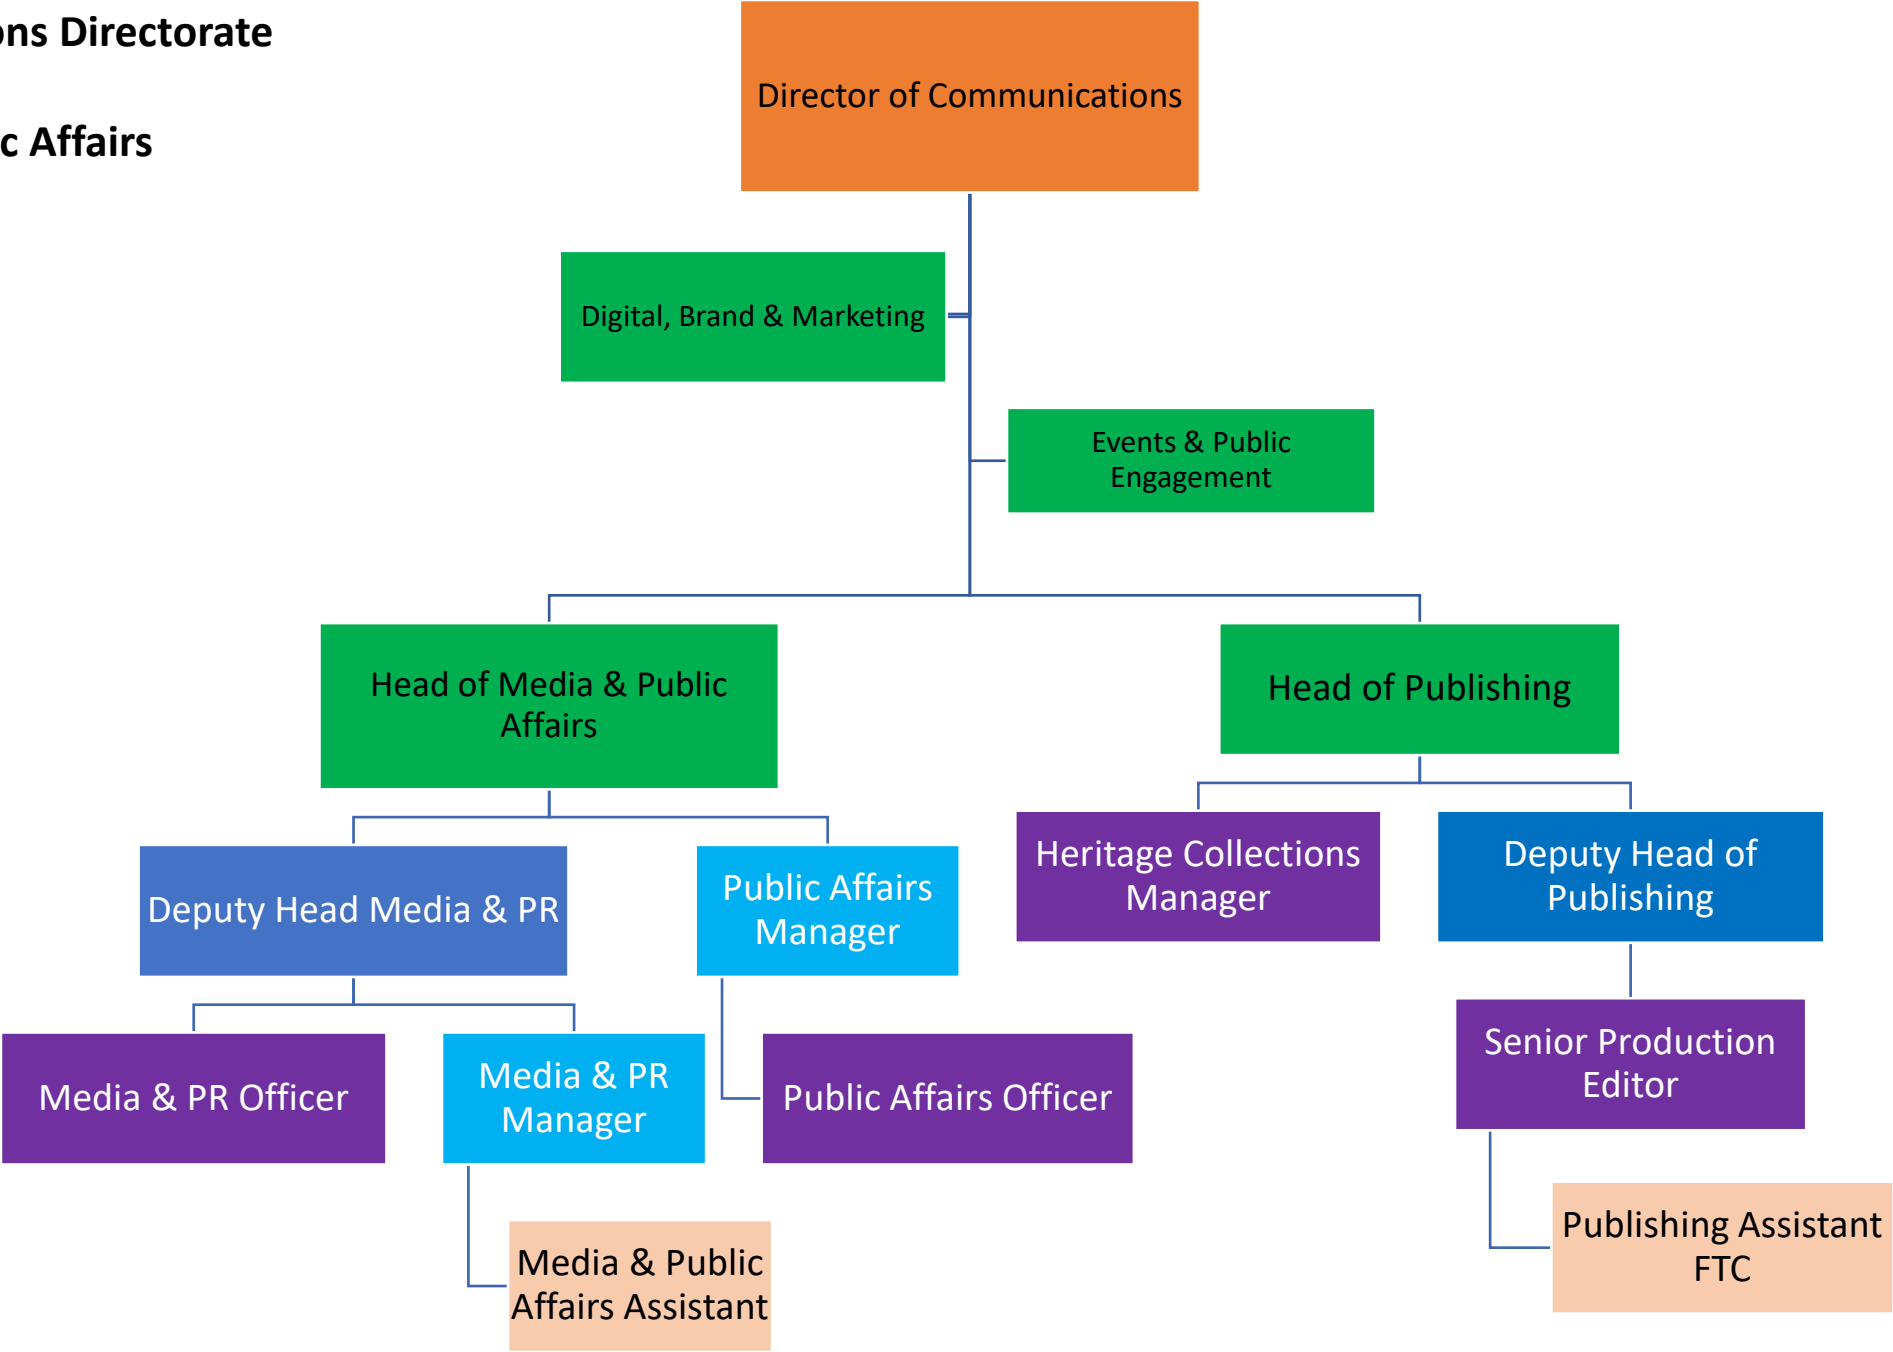 ons Directorate
c Affairs
Director of Communications
Digital, Brand & Marketing
Events & Public
Engagement
Head of Media & Public
Affairs
Head of Publishing
Deputy Head Media & PR
Public Affairs
Manager
Heritage Collections
Manager
Deputy Head of
Publishing
Media & PR Officer
Media & PR
Manager
Public Affairs Officer
Senior Production
Editor
Media & Public
Affairs Assistant
Publishing Assistant
FTC